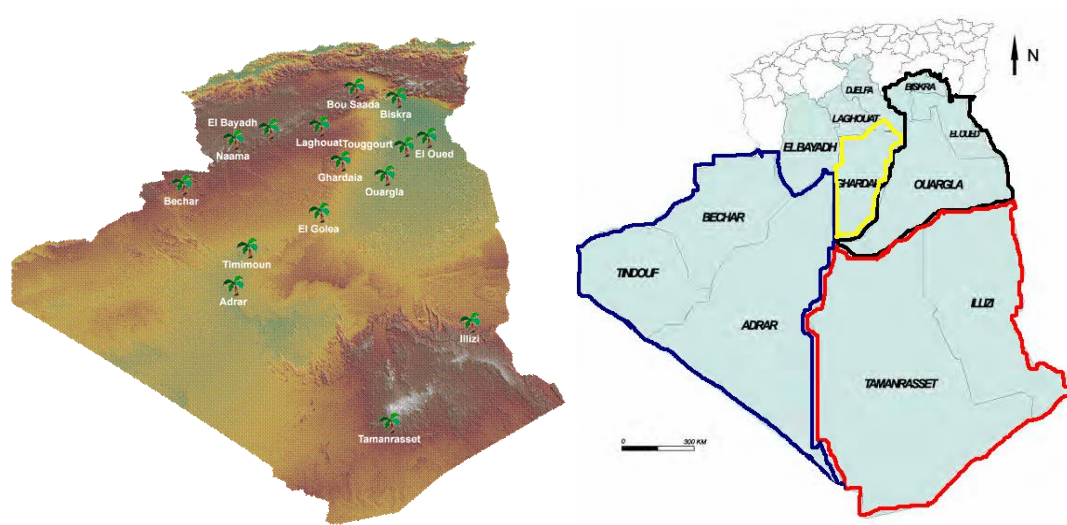 Bou Saada
Biskra
El Bayadh
Naama
Laghouat
Touggourt
El Oued
Ghardaia
Ouargla
Bechar
El Golea
Timimoun
Adrar
Illizi
Tamanrasset
N
DJELFA
BISKRA
LAGHOUAT
EL OUED
EL BAYADH
GHARDAI
OUARGLA
BECHAR
TINDOUF
ADRAR
ILLIZI
TAMANRASSET
0 300 KM